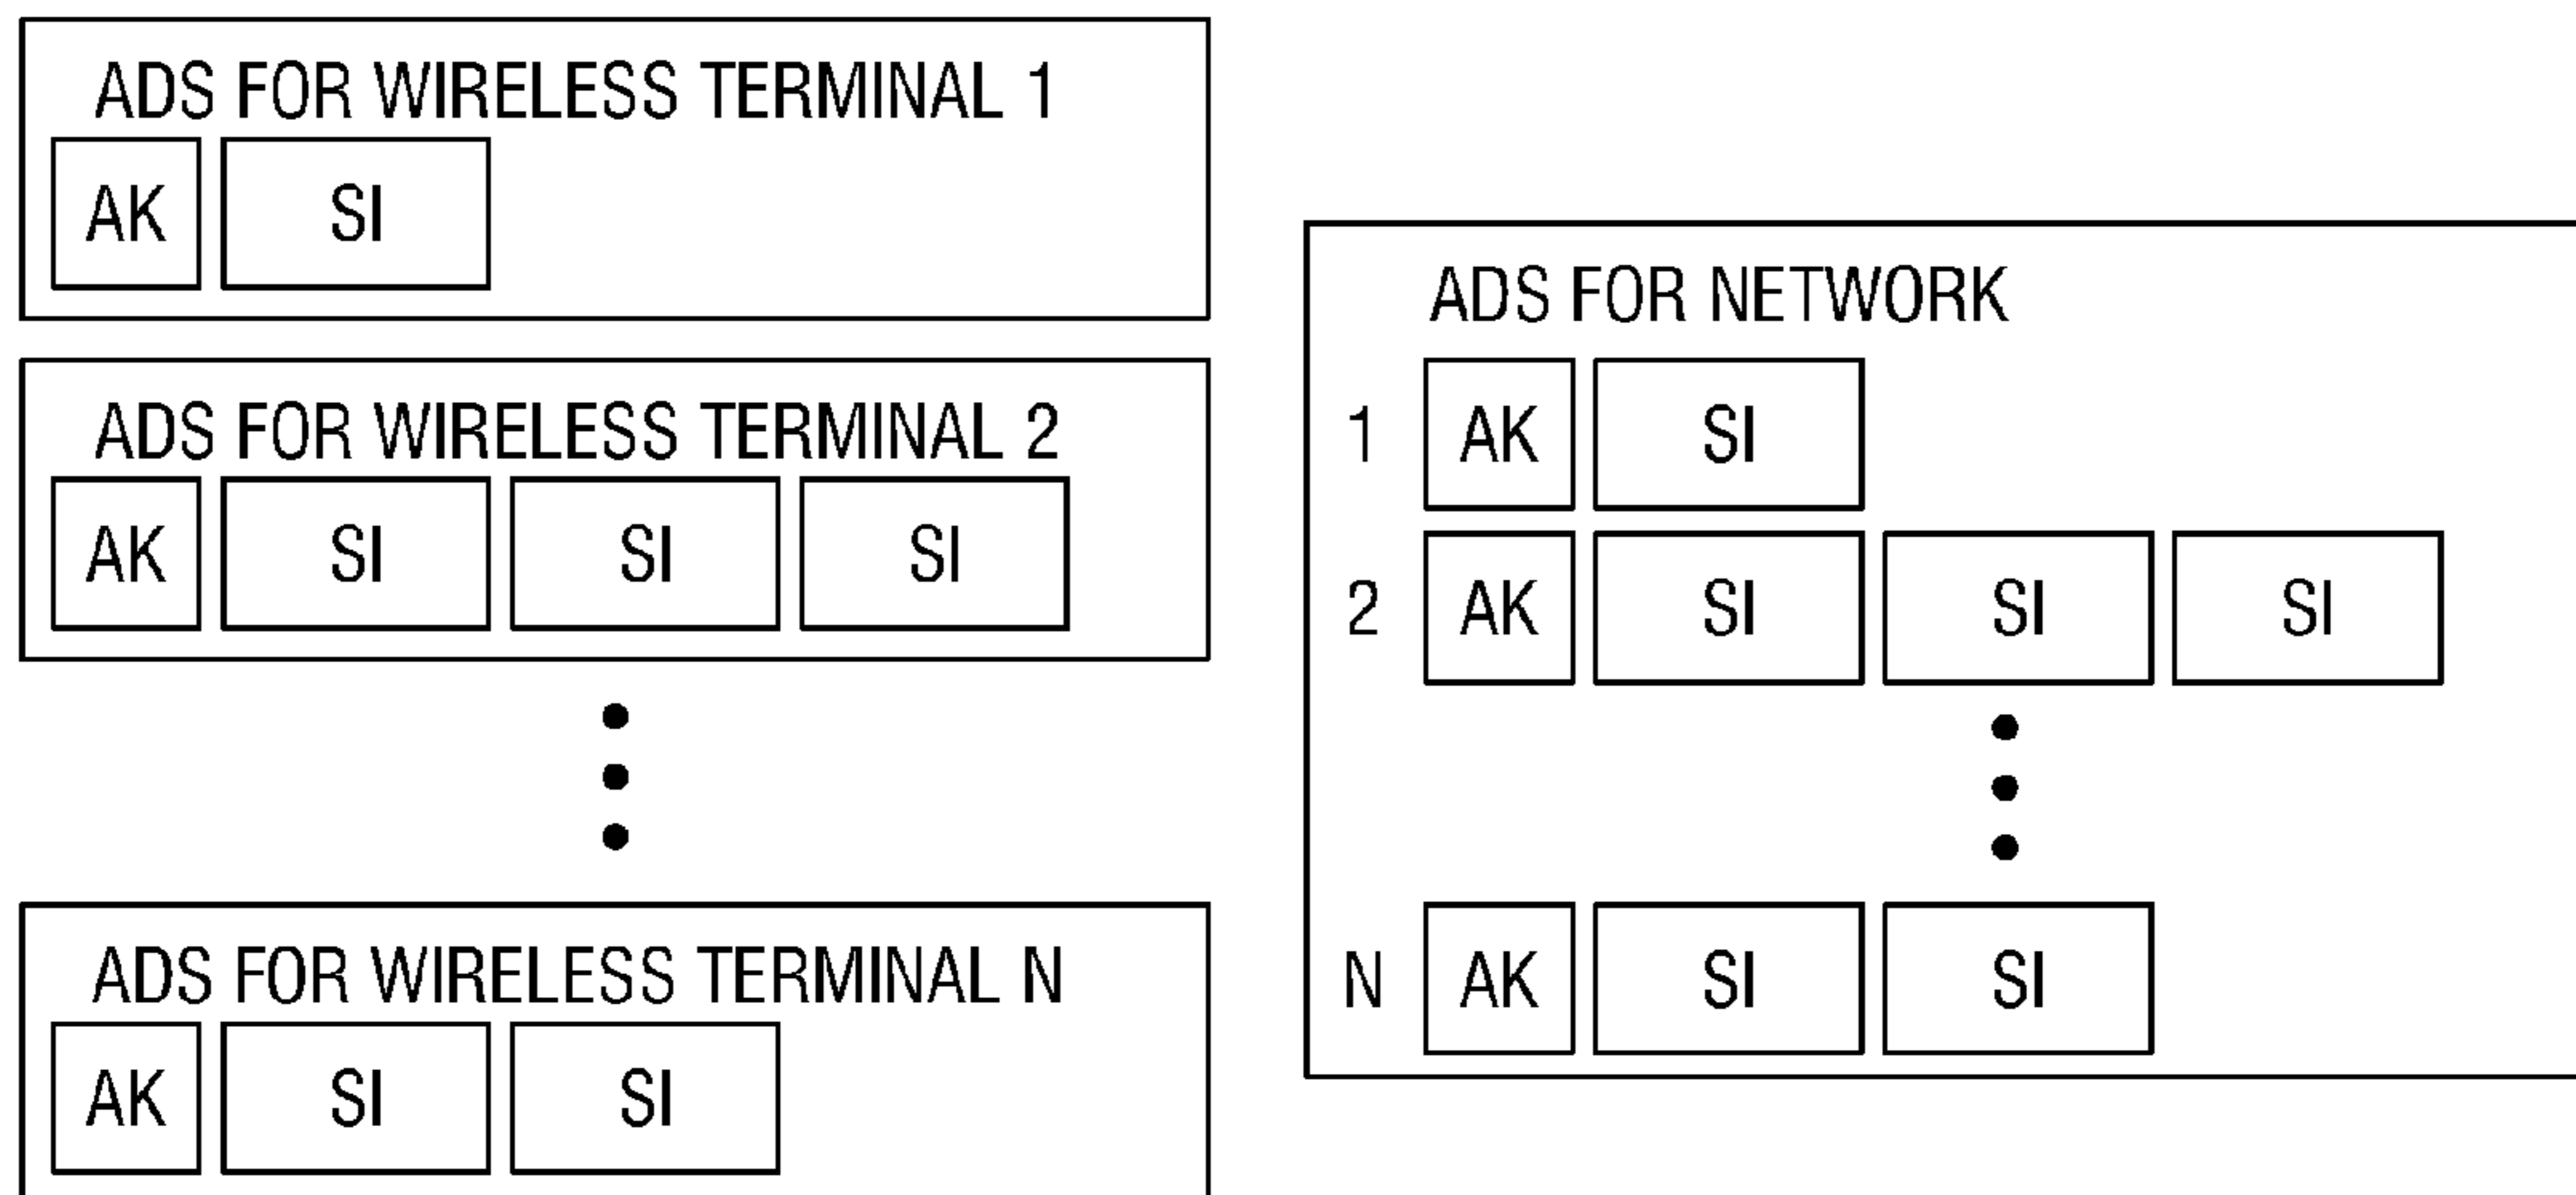 ADS FOR WIRELESS TERMINAL 1
AK SI
ADS FOR WIRELESS TERMINAL 2
AK SI SI SI
ADS FOR WIRELESS TERMINAL N
AK SI SI
ADS FOR NETWORK
1 AK SI
2 AK SI SI SI
N AK SI SI